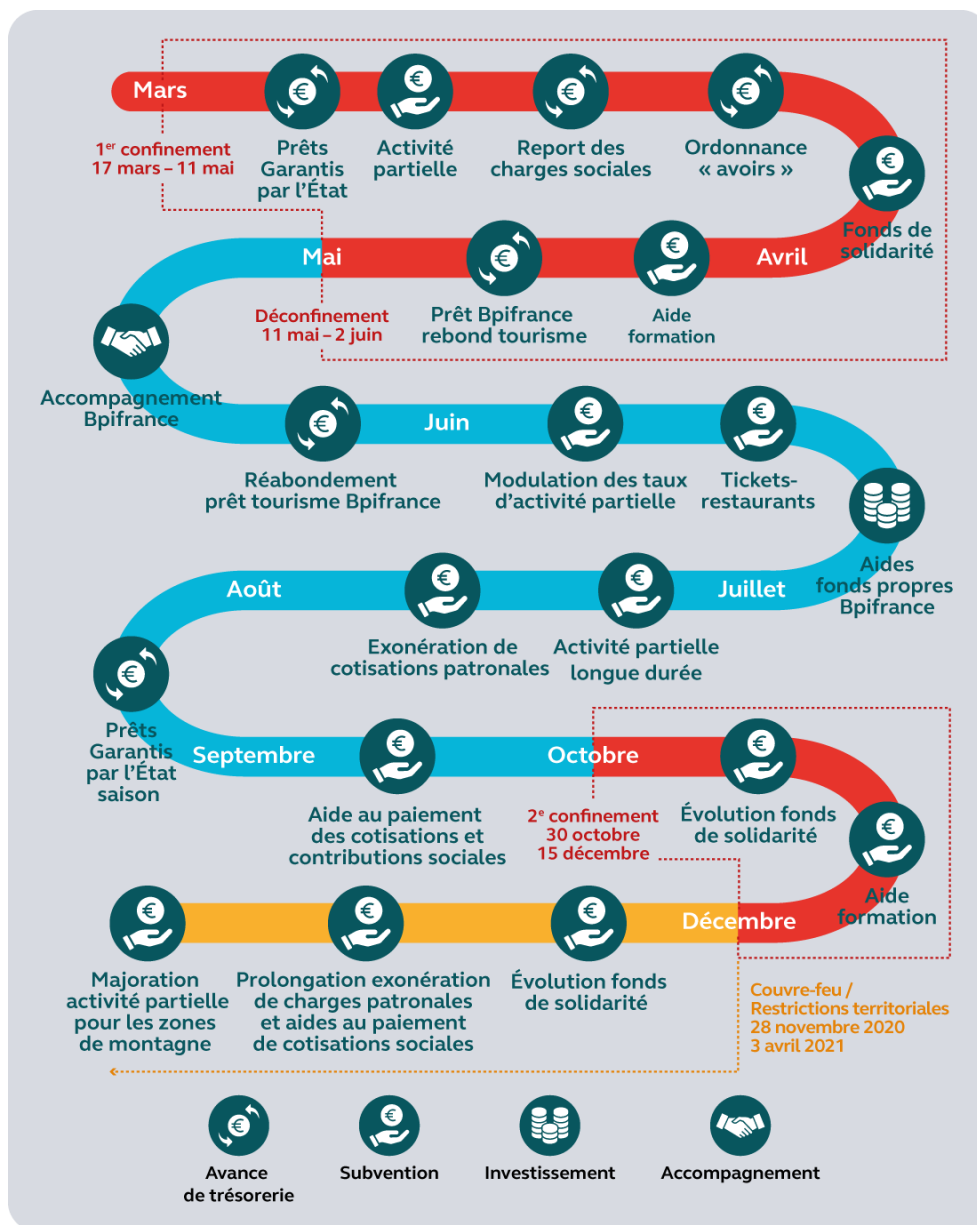 Mars
1er confinement
17 mars – 11 mai
Prêts
Garantis
par l’État
Activité
partielle
Report des
charges sociales
Ordonnance
« avoirs »
Fonds de
solidarité
Avril
Aide
formation
Prêt Bpifrance
rebond tourisme
Mai
Déconfinement
11 mai – 2 juin
Accompagnement
Bpifrance
Réabondement
prêt tourisme Bpifrance
Juin
Modulation des taux
d’activité partielle
Tickets-
restaurants
Aides
fonds propres
Bpifrance
Juillet
Activité partielle
longue durée
Exonération de
cotisations patronales
Août
Prêts
Garantis
par l’État
saison
Septembre
Aide au paiement
des cotisations et
contributions sociales
Octobre
2e confinement
30 octobre
15 décembre
Évolution fonds
de solidarité
Aide
formation
Décembre
Couvre-feu /
Restrictions territoriales
28 novembre 2020
3 avril 2021
Évolution fonds
de solidarité
Prolongation exonération
de charges patronales
et aides au paiement
de cotisations sociales
Majoration
activité partielle
pour les zones
de montagne
Avance
de trésorerie
Subvention
Investissement
Accompagnement